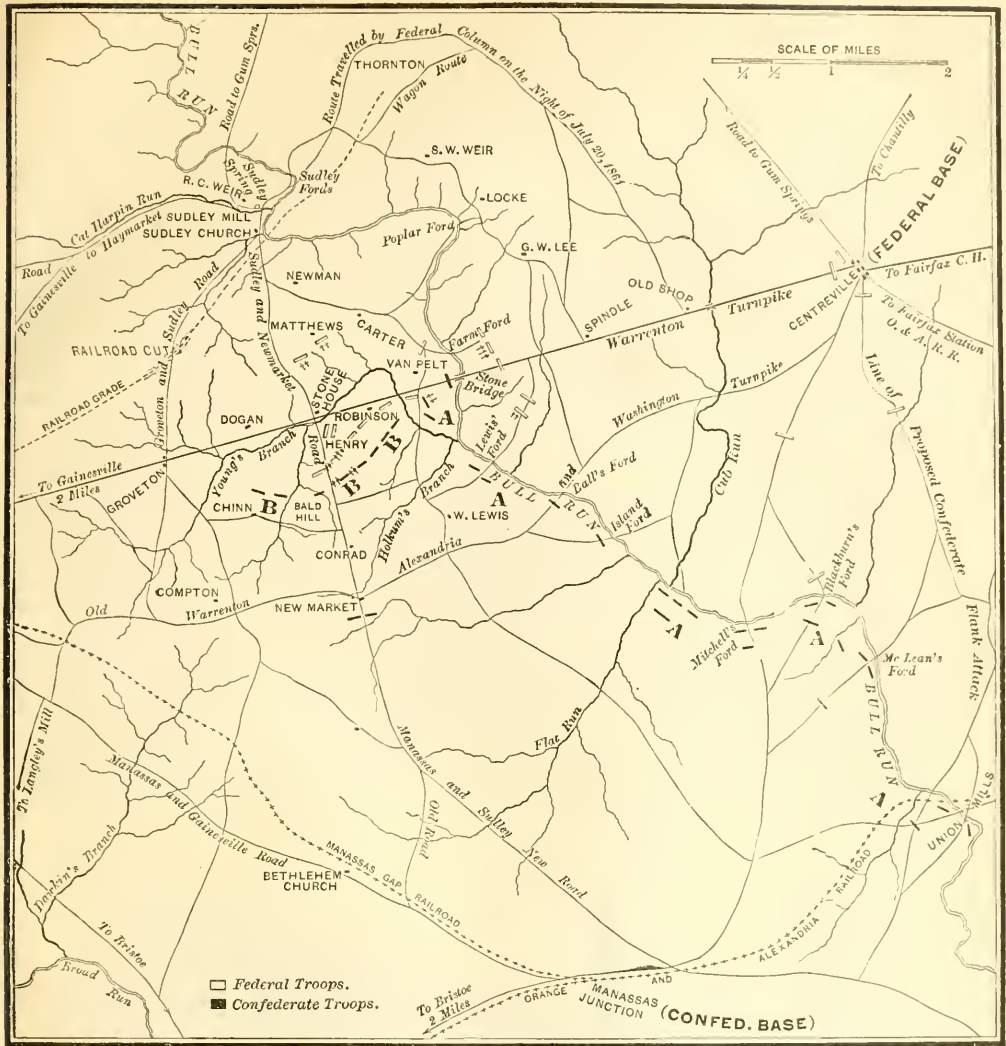 BULL RUN
Road to Gum Sprs.
Route Travelled by Federal Column on the Night of July 20, 1861
THORNTON
Wagon Route
SCALE OF MILES
¼ ½ 1 2
Road to Gum Springs
To Chantilly
(FEDERAL BASE)
S. W. WEIR
Sudley Spring
Sudley Fords
R. C. WEIR
LOCKE
Cat Harpin Run
Road to Haymarket
SUDLEY MILL
SUDLEY CHURCH
Poplar Ford
G. W. LEE
To Gainesville
Groveton and Sudley Road
Sudley and Newmarket Road
NEWMAN
OLD SHOP
CENTREVILLE
To Fairfax C. H.
To Fairfax Station
O. & A. R. R.
MATTHEWS
CARTER
Farm Ford
SPINDLE
Warrenton Turnpike
RAILROAD CUT
VAN PELT
Stone Bridge
RAILROAD GRADE
STONE HOUSE
DOGAN
ROBINSON
A
Lewis' Ford
Washington Turnpike
Line of Proposed Confederate Flank Attack
HENRY
B
To Gainesville
2 Miles
Young's Branch
B
And
Ball's Ford
Cub Run
GROVETON
CHINN
B
BALD HILL
Holkum's Branch
A
BULL RUN
W. LEWIS
Island Ford
CONRAD
Alexandria
Blackburn's Ford
COMPTON
Old Warrenton
NEW MARKET
A
Mitchell's Ford
A
Mc Lean's Ford
BULL RUN
To Langley's Mill
Flat Run
Manassas and Sudley New Road
A
UNION MILLS
Manassas and Gainesville Road
Old Road
MANASSAS GAP RAILROAD
BETHLEHEM CHURCH
Dawkin's Branch
To Bristoe
Broad Run
Federal Troops.
Confederate Troops.
To Bristoe
2 Miles
ORANGE AND ALEXANDRIA RAILROAD
MANASSAS JUNCTION
(CONFED. BASE)